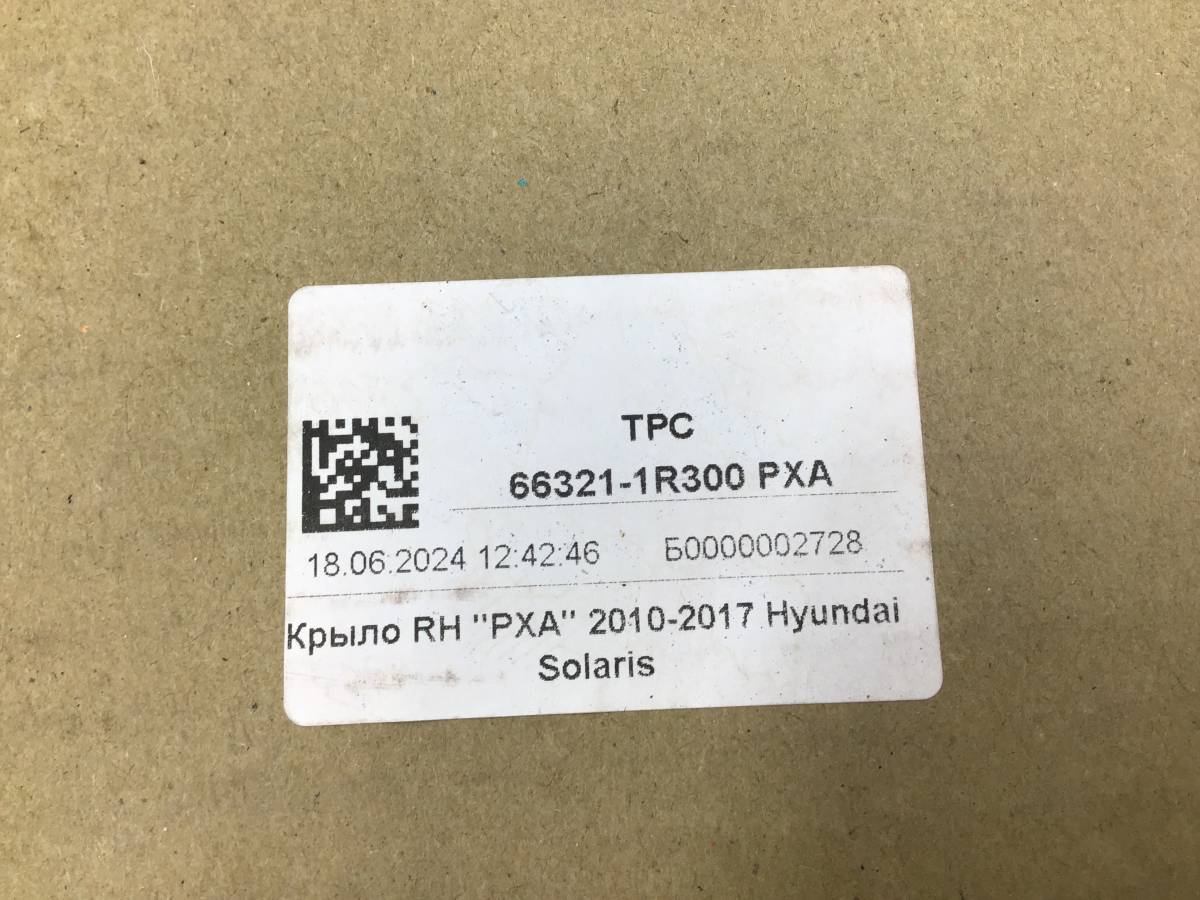 TPC
66321-1R300 PXA
18.06.2024 12:42:46 Б0000002728
Крыло RH "PXA" 2010-2017 Hyundai
Solaris